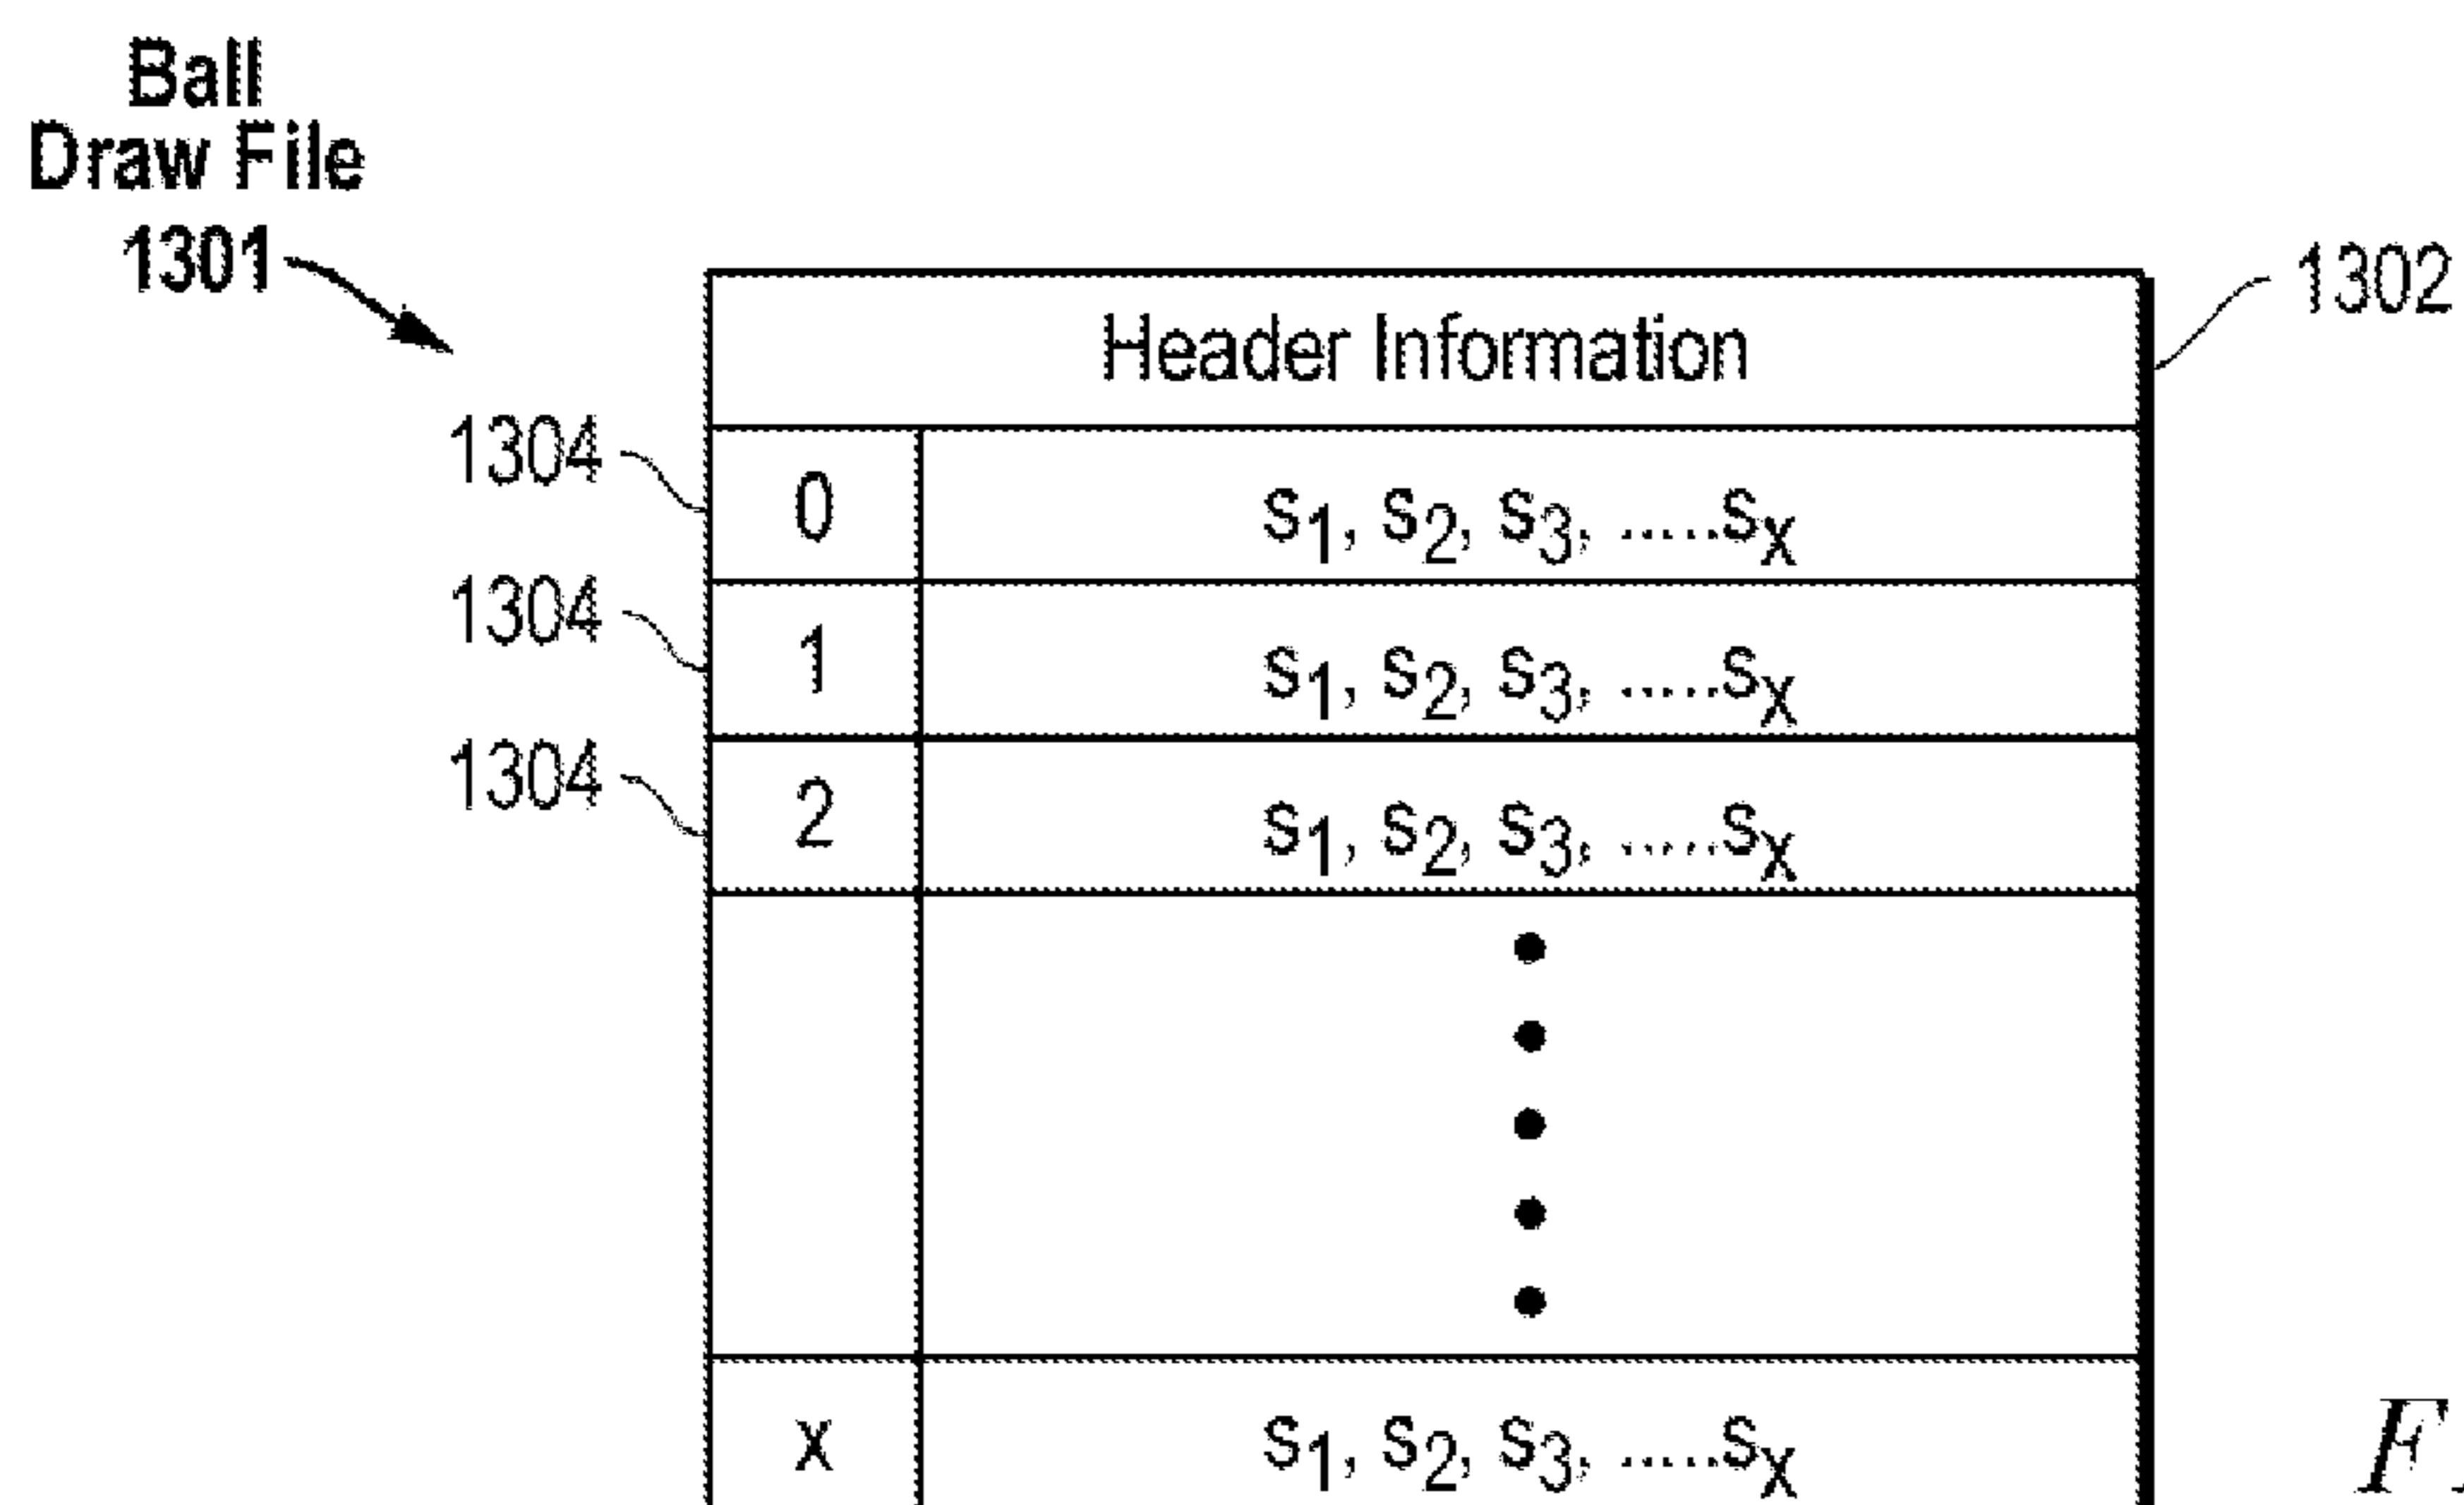 Ball
Draw File
1301
1302
Header Information
1304
0
s1, s2, s3, .....sx
1304
1
s1, s2, s3, .....sx
1304
2
s1, s2, s3, .....sx
x
s1, s2, s3, .....sx